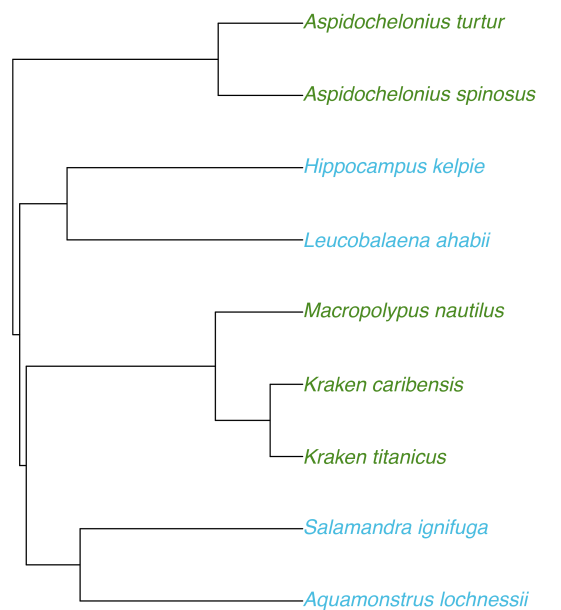 Aspidochelonius turtur
Aspidochelonius spinosus
Hippocampus kelpie
Leucobalaena ahabii
Macropolypus nautilus
Kraken caribensis
Kraken titanicus
Salamandra ignifuga
Aquamonstrus lochnessii